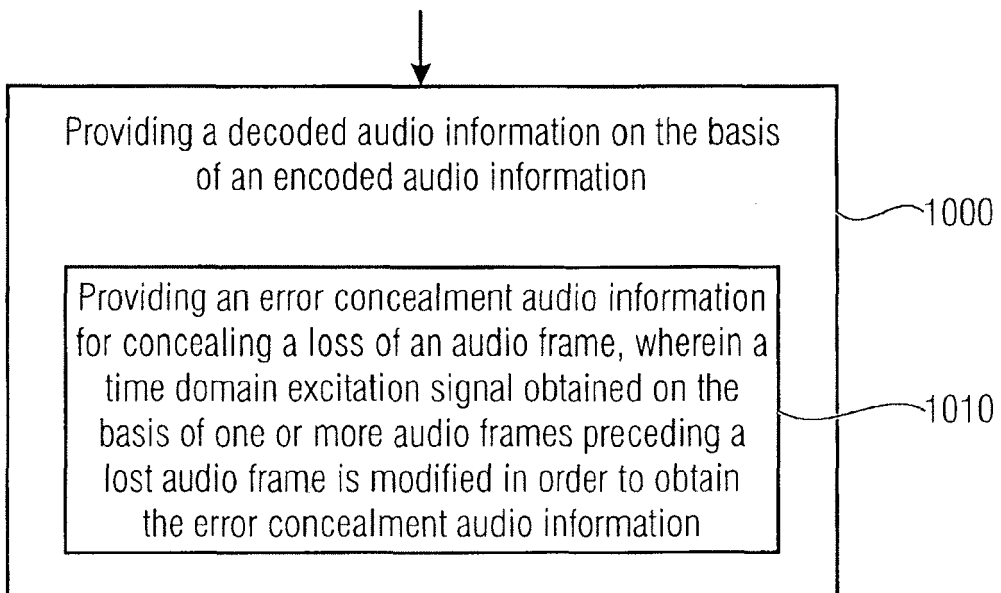 Providing a decoded audio information on the basis
of an encoded audio information
1000
Providing an error concealment audio information
for concealing a loss of an audio frame, wherein a
time domain excitation signal obtained on the
basis of one or more audio frames preceding a
lost audio frame is modified in order to obtain
the error concealment audio information
1010